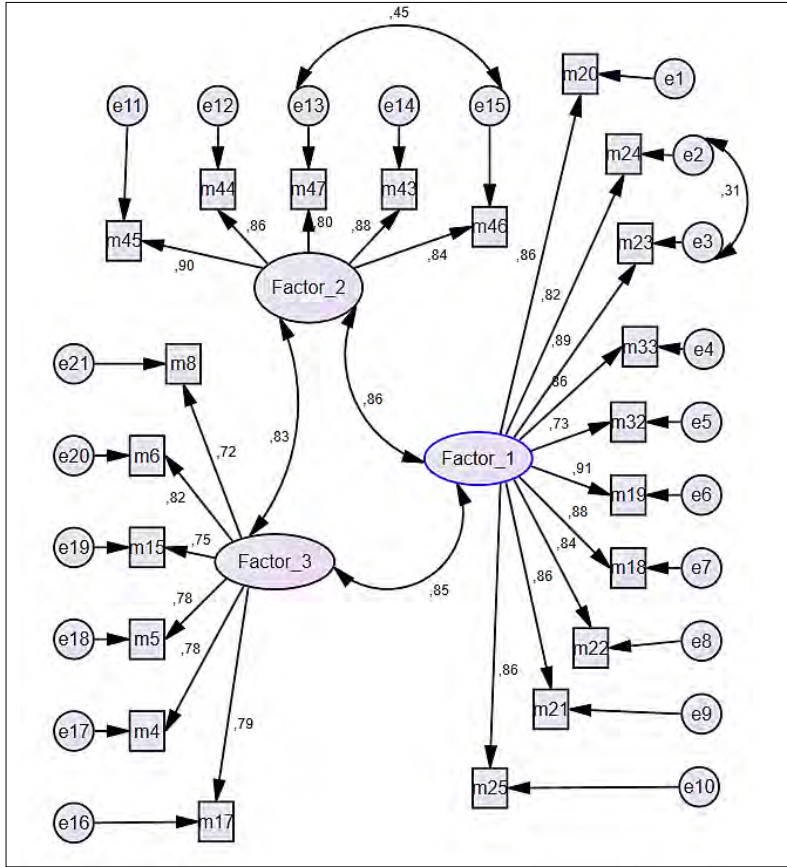 ,45
m20
e1
e11
e12
e13
e14
e15
m24
e2
m44
m47
m43
,31
m45
,86
,80
,88
m46
m23
e3
,90
,84
,86
Factor_2
,82
,89
m33
e4
e21
m8
,86
,86
,73
m32
e5
,83
e20
m6
,72
Factor_1
,91
m19
e6
,82
,88
e19
m15
,75
,84
m18
e7
Factor_3
,85
,86
e18
m5
,78
m22
e8
,78
,86
m21
e9
e17
m4
,79
m25
e10
e16
m17